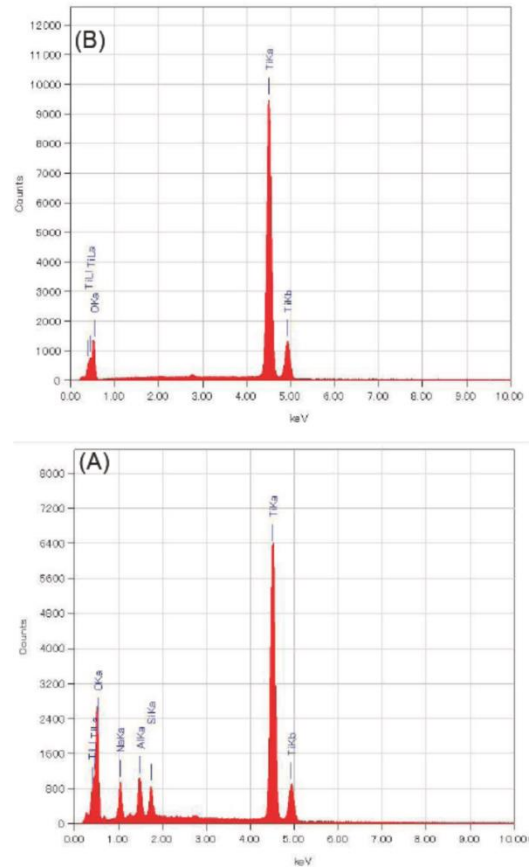 (B)
12000
11000
10000
9000
8000
7000
6000
5000
4000
3000
2000
1000
0
Counts
TiLl
TiLa
OKa
TiKa
TiKb
0.00 1.00 2.00 3.00 4.00 5.00 6.00 7.00 8.00 9.00 10.00
keV
(A)
8000
7200
6400
5600
4800
4000
3200
2400
1600
800
0
Counts
TiLl
TiLa
OKa
NaKa
AlKa
SiKa
TiKa
TiKb
0.00 1.00 2.00 3.00 4.00 5.00 6.00 7.00 8.00 9.00 10.00
keV